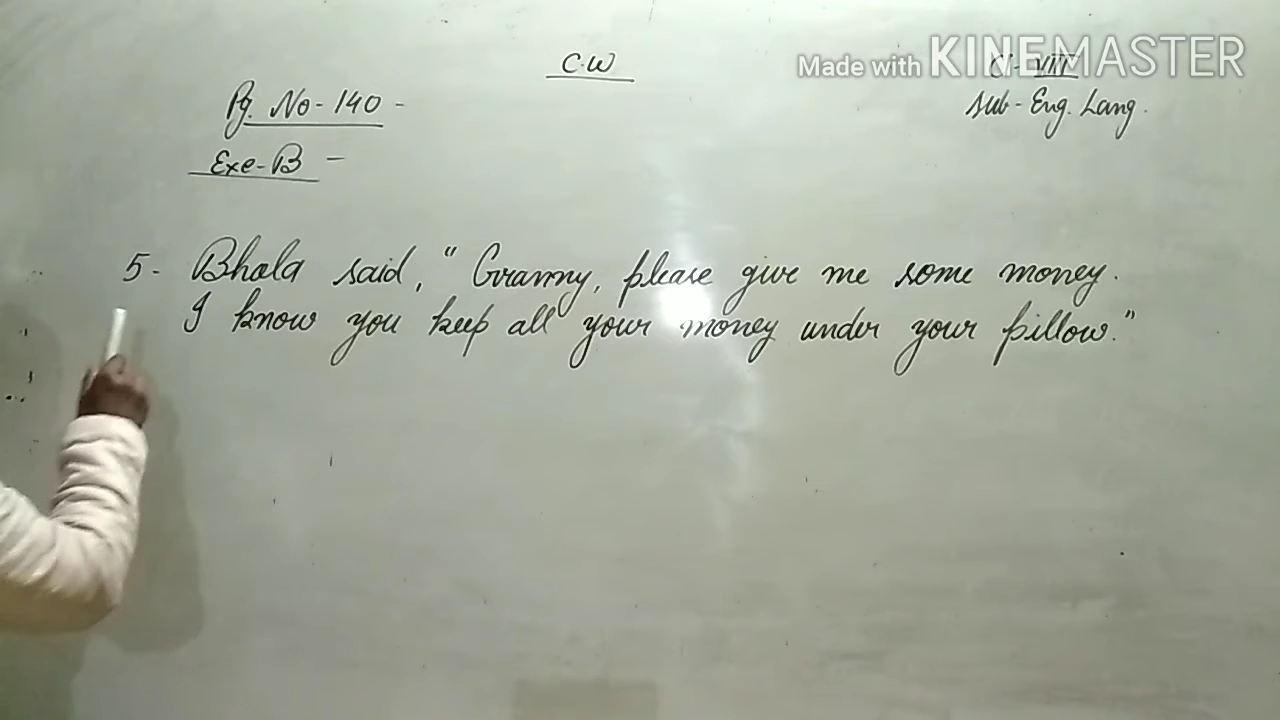 C.W
Made with KINEMASTER
C - VIII
Sub - Eng. Lang.
Pg. No - 140 -
Exe - B -
5 - Bhola said, "Granny, please give me some money.
I know you keep all your money under your pillow."